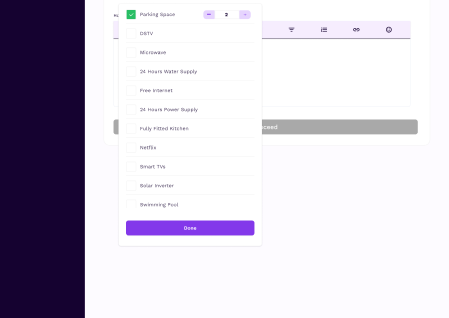 Parking Space 2
DSTV
Microwave
24 Hours Water Supply
Free Internet
24 Hours Power Supply
Fully Fitted Kitchen
Netflix
Smart TVs
Solar Inverter
Swimming Pool
Done